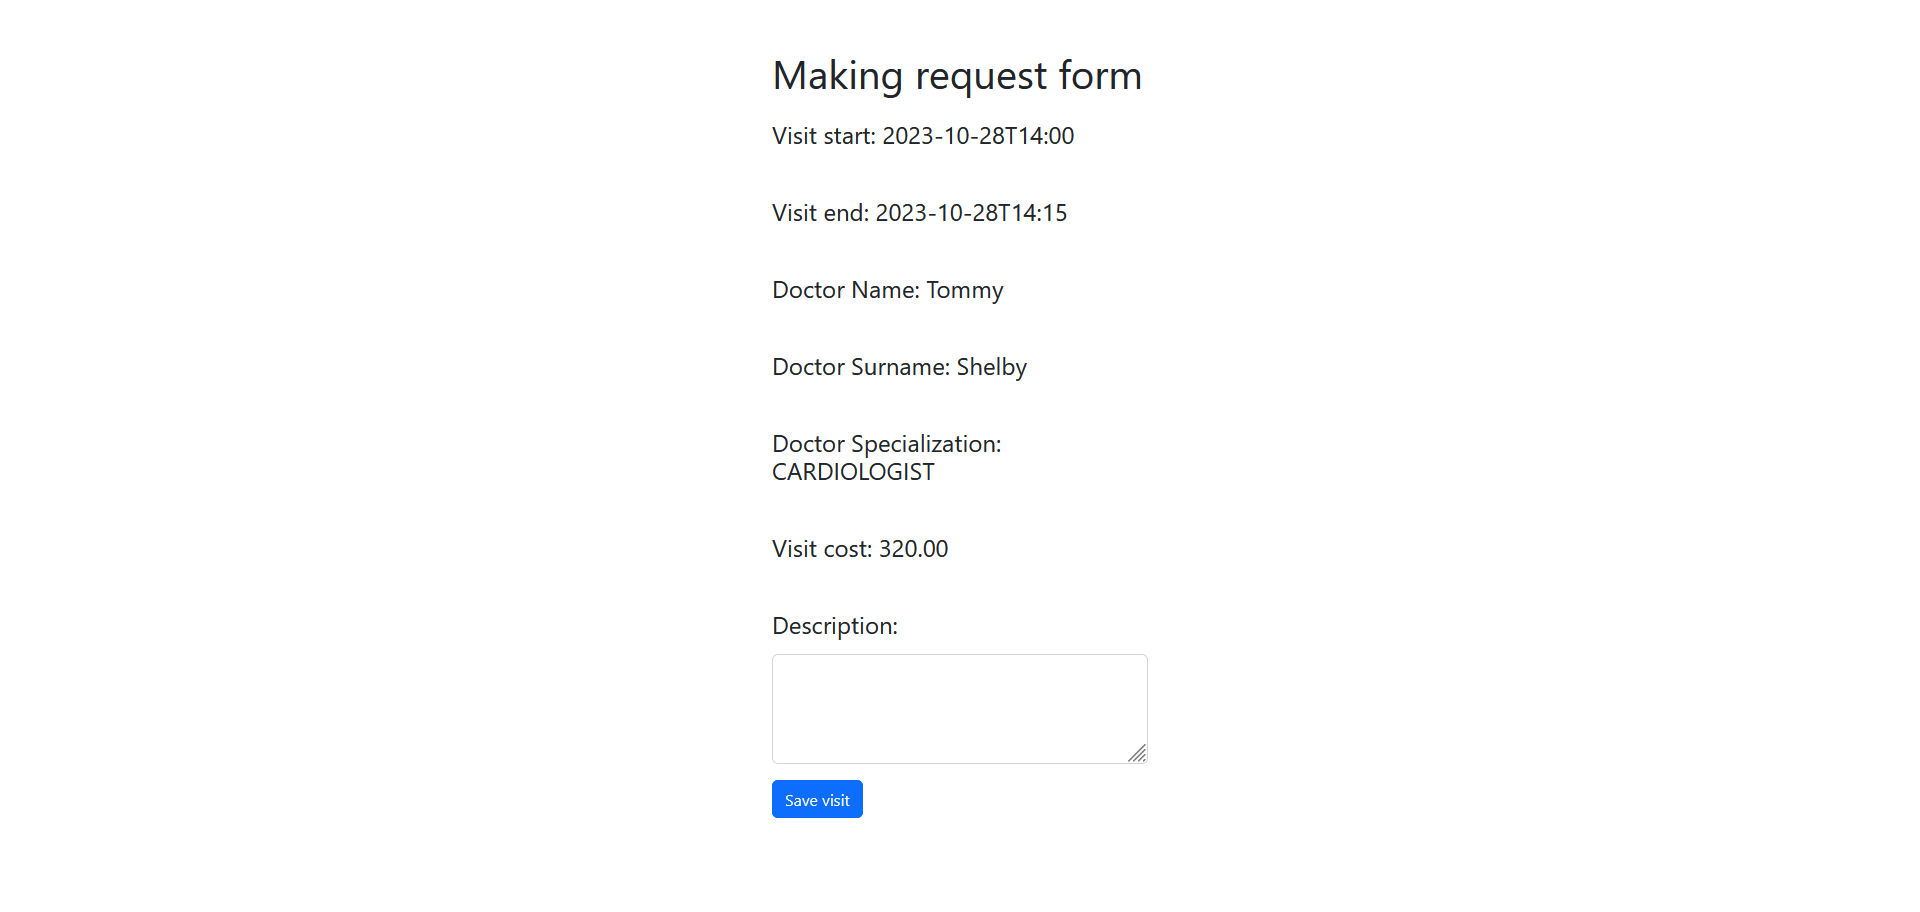 Making request form
Visit start: 2023-10-28T14:00
Visit end: 2023-10-28T14:15
Doctor Name: Tommy
Doctor Surname: Shelby
Doctor Specialization:
CARDIOLOGIST
Visit cost: 320.00
Description:
Save visit